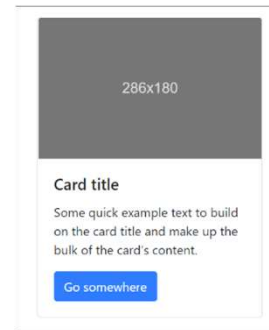 286x180
Card title
Some quick example text to build
on the card title and make up the
bulk of the card's content.
Go somewhere